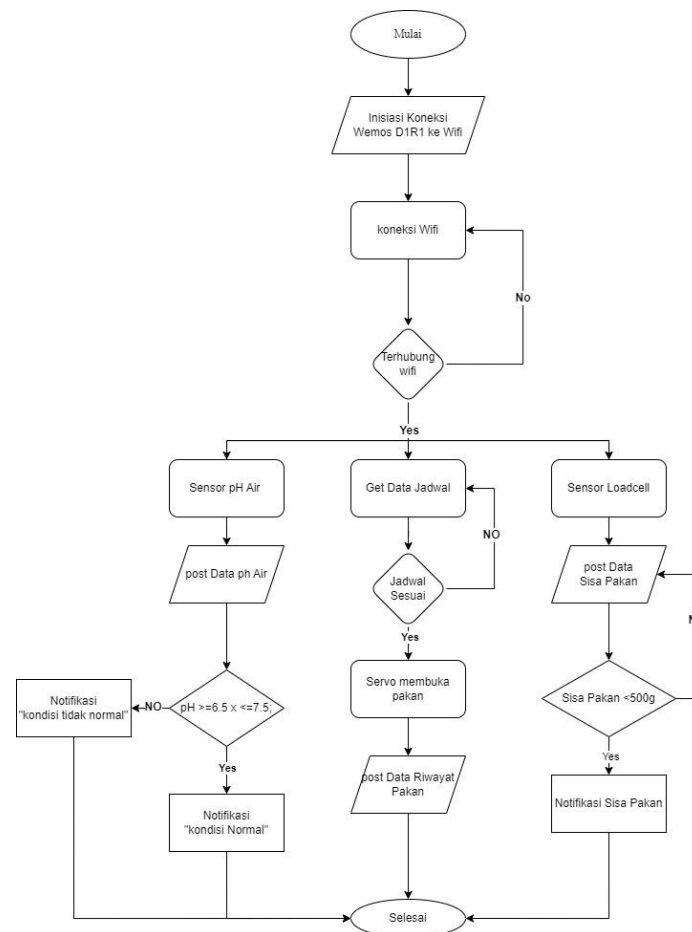 Mulai
Inisiasi Koneksi
Wemos D1R1 ke Wifi
koneksi Wifi
No
Terhubung
wifi
Yes
Sensor pH Air
Get Data Jadwal
Sensor Loadcell
NO
post Data ph Air
Jadwal
Sesuai
post Data
Sisa Pakan
Yes
Notifikasi
"kondisi tidak normal"
NO
pH >=6.5 x <=7.5;
Servo membuka
pakan
Sisa Pakan <500g
Yes
Yes
Notifikasi
"kondisi Normal"
post Data Riwayat
Pakan
Notifikasi Sisa Pakan
Selesai